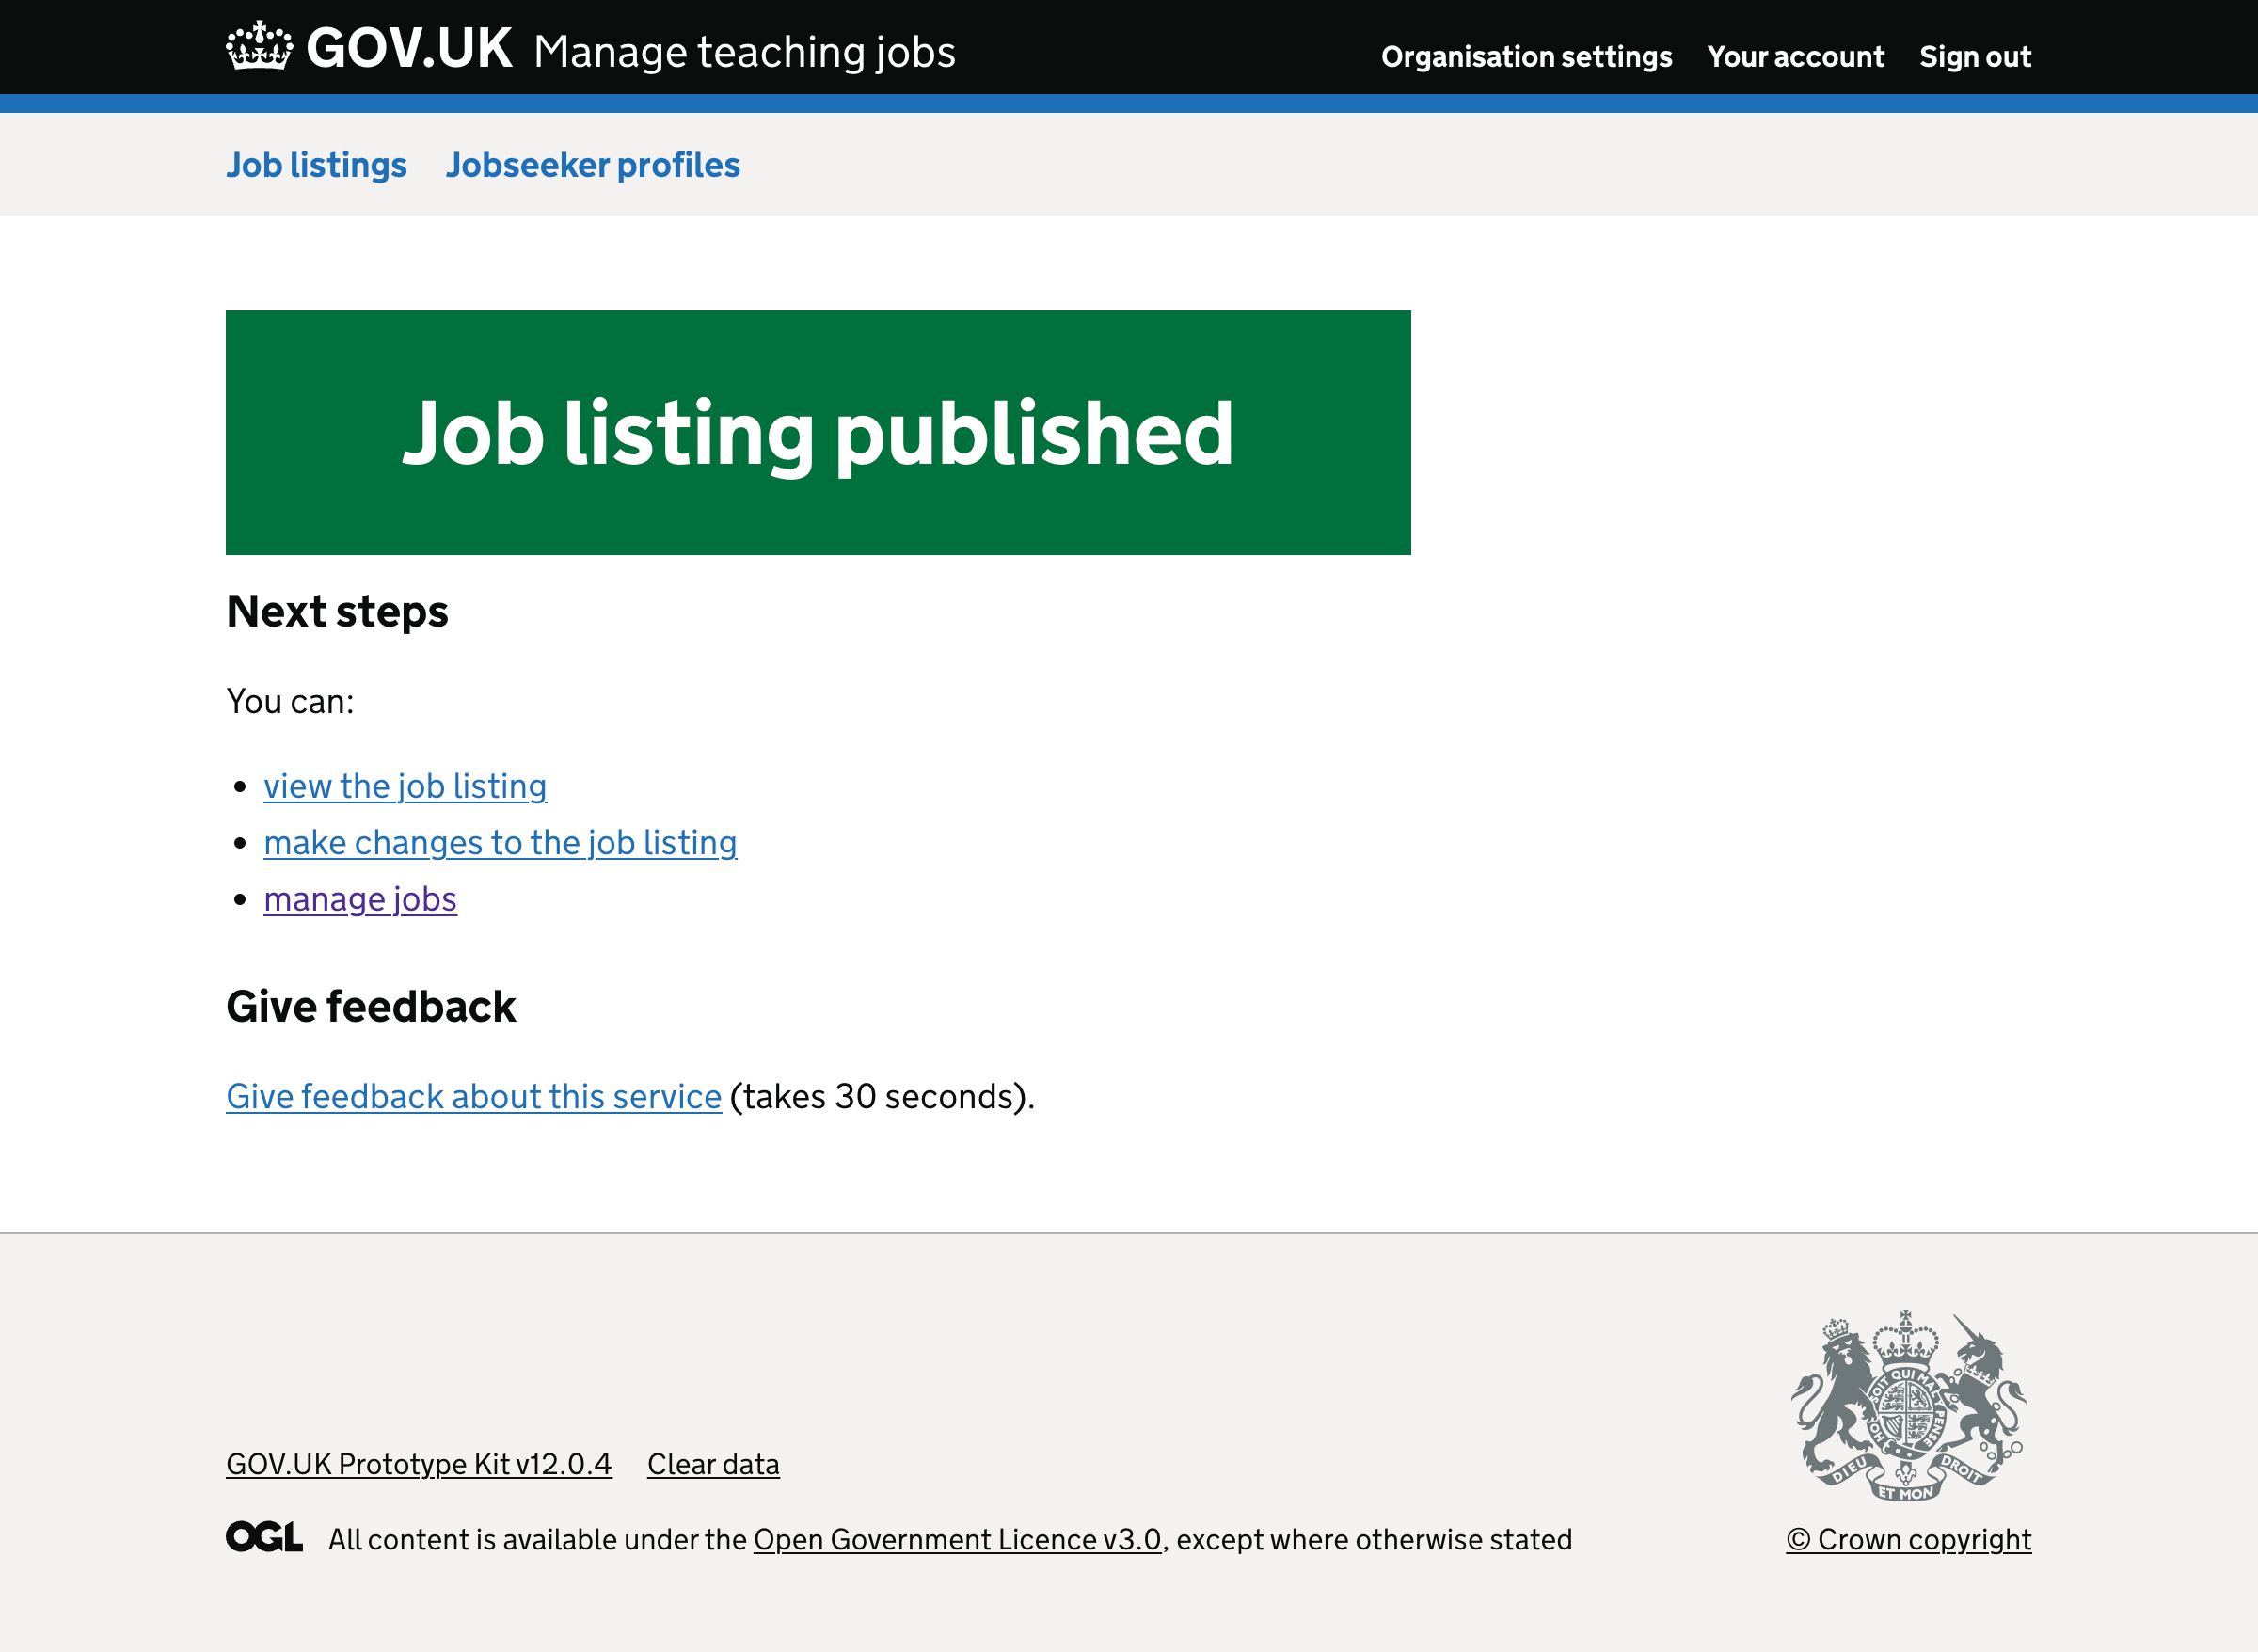 GOV.UK Manage teaching jobs
Organisation settings Your account Sign out
Job listings Jobseeker profiles
Job listing published
Next steps
You can:
• view the job listing
• make changes to the job listing
• manage jobs
Give feedback
Give feedback about this service (takes 30 seconds).
GOV.UK Prototype Kit v12.0.4 Clear data
OGL All content is available under the Open Government Licence v3.0, except where otherwise stated
SOIT QUI MAL PENSE
HON
DIEU ET MON DROIT
© Crown copyright